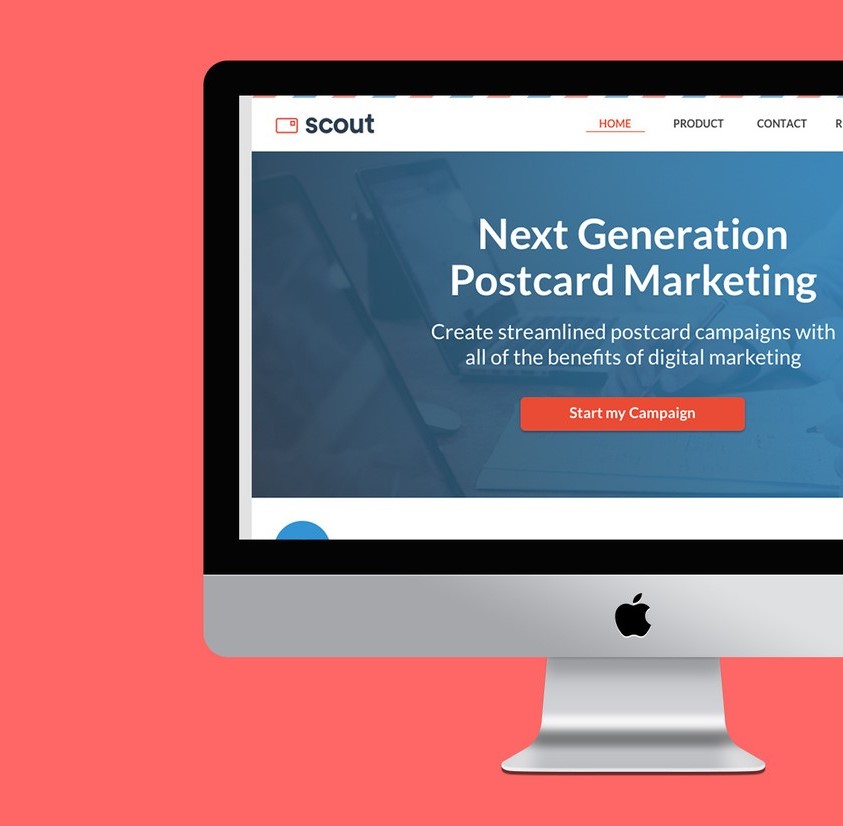 scout
HOME PRODUCT CONTACT R
Next Generation
Postcard Marketing
Create streamlined postcard campaigns with
all of the benefits of digital marketing
Start my Campaign